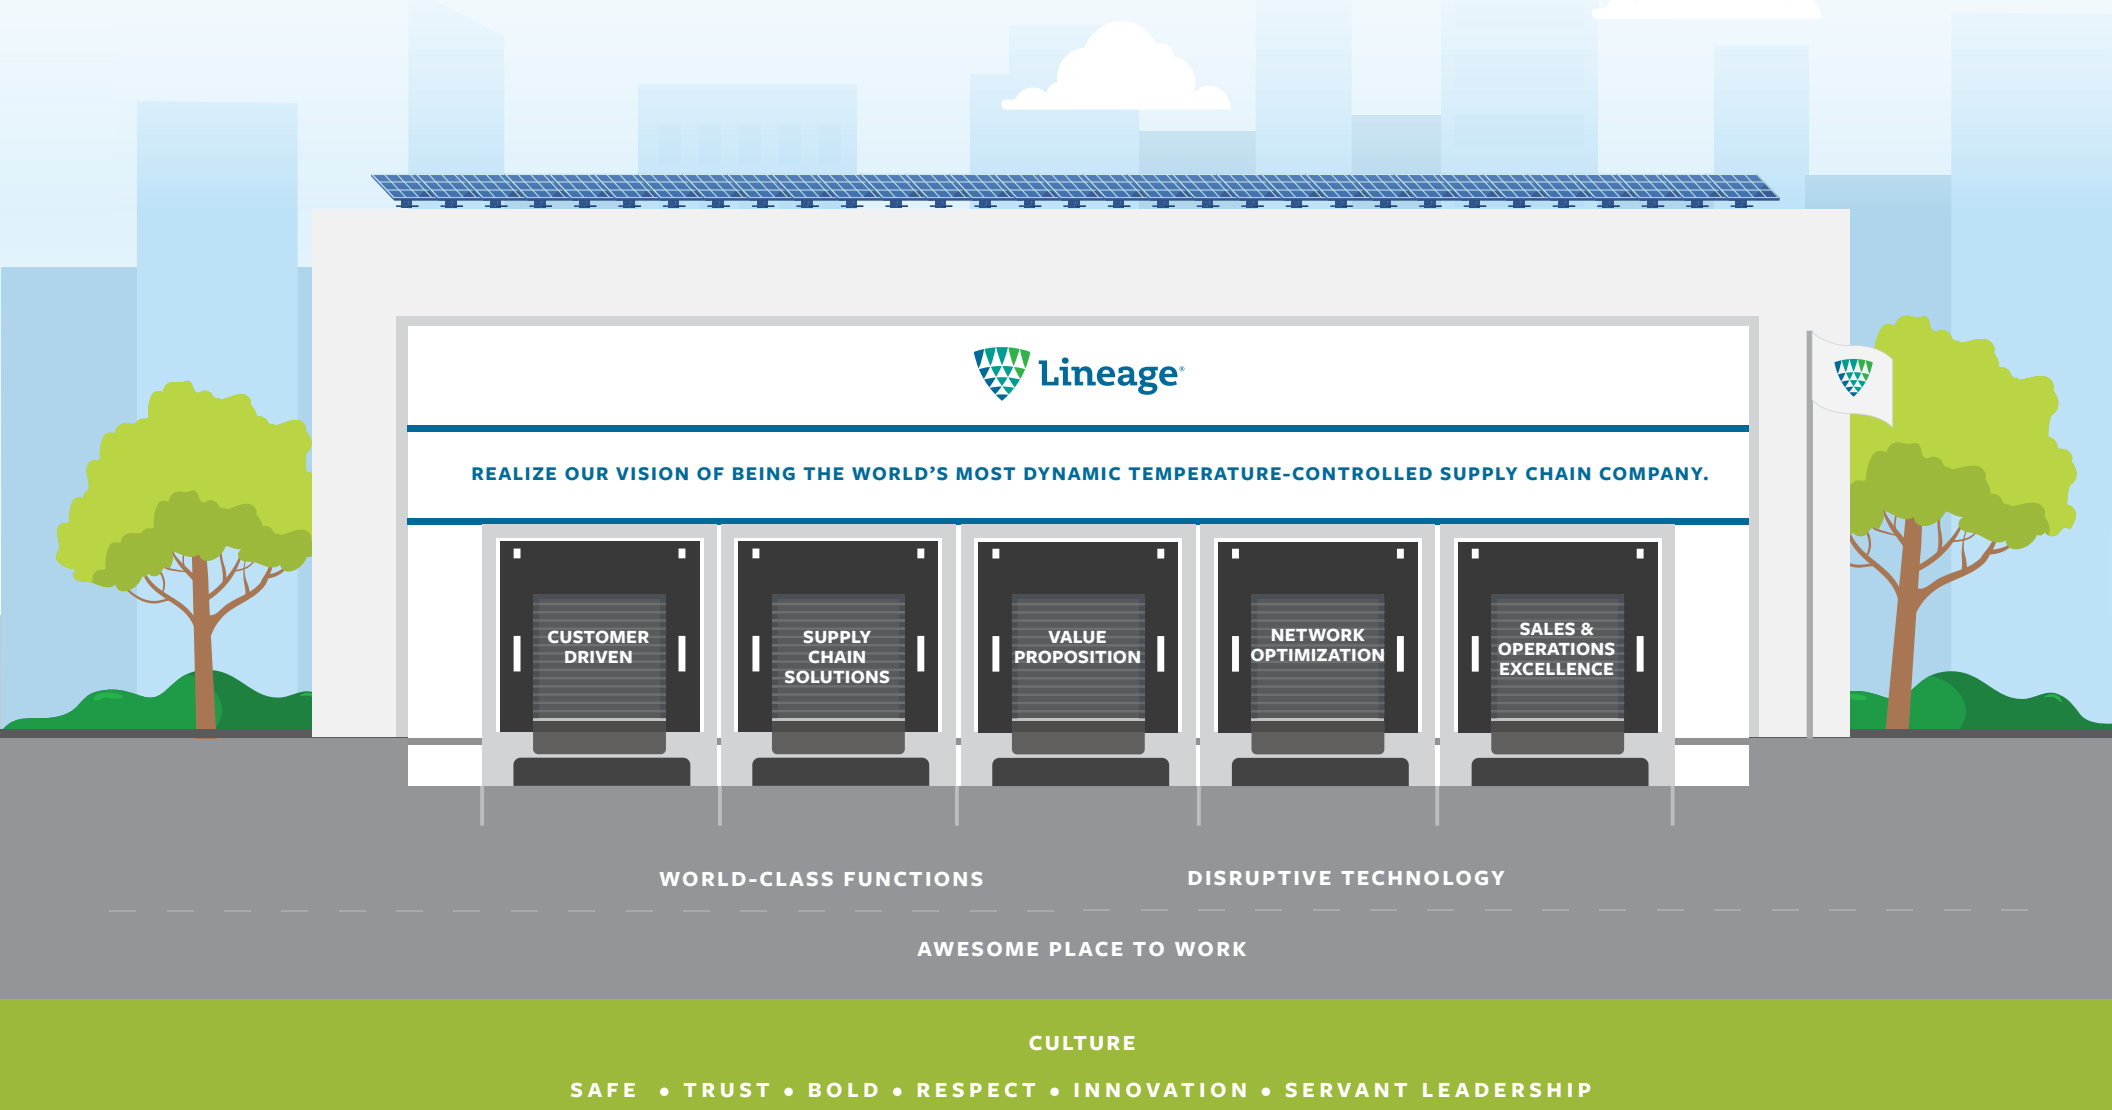 Lineage®
REALIZE OUR VISION OF BEING THE WORLD'S MOST DYNAMIC TEMPERATURE-CONTROLLED SUPPLY CHAIN COMPANY.
CUSTOMER
DRIVEN
SUPPLY
CHAIN
SOLUTIONS
VALUE
PROPOSITION
NETWORK
OPTIMIZATION
SALES &
OPERATIONS
EXCELLENCE
WORLD-CLASS FUNCTIONS
DISRUPTIVE TECHNOLOGY
AWESOME PLACE TO WORK
CULTURE
SAFE • TRUST • BOLD • RESPECT • INNOVATION • SERVANT LEADERSHIP